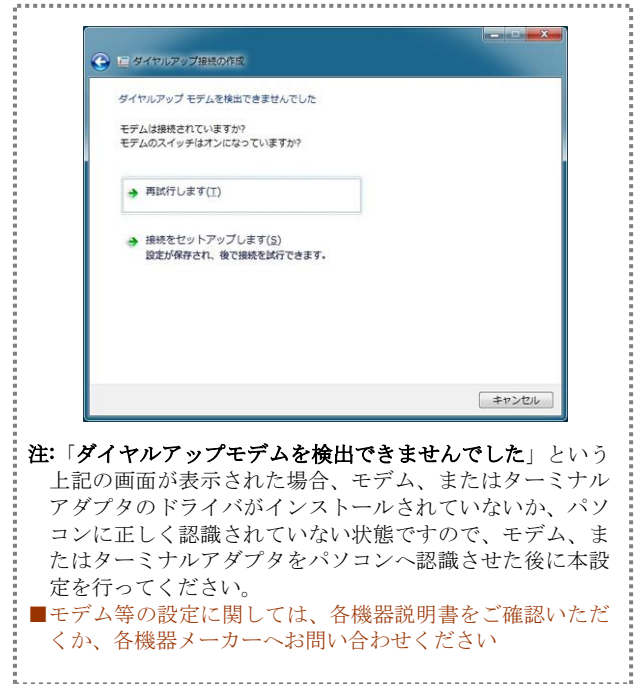 ダイヤルアップ接続の作成
ダイヤルアップ モデムを検出できませんでした
モデムは接続されていますか?
モデムのスイッチはオンになっていますか?
再試行します(T)
接続をセットアップします(S)
設定が保存され、後で接続を試行できます。
キャンセル
注:「ダイヤルアップモデムを検出できませんでした」という
上記の画面が表示された場合、モデム、またはターミナル
アダプタのドライバがインストールされていないか、パソ
コンに正しく認識されていない状態ですので、モデム、ま
たはターミナルアダプタをパソコンへ認識させた後に本設
定を行ってください。
■モデム等の設定に関しては、各機器説明書をご確認いただ
くか、各機器メーカーへお問い合わせください